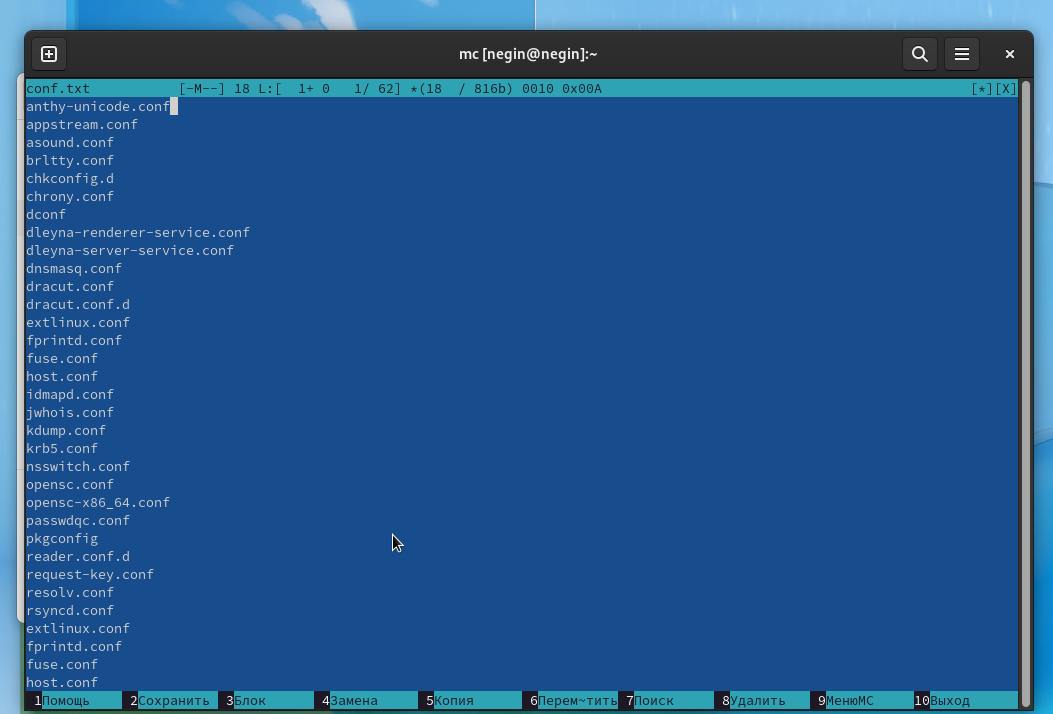 mc [negin@negin]:~
conf.txt [-M--] 18 L:[ 1+ 0 1/ 62] *(18 / 816b) 0010 0x00A [*][X]
anthy-unicode.conf
appstream.conf
asound.conf
brltty.conf
chkconfig.d
chrony.conf
dconf
dleyna-renderer-service.conf
dleyna-server-service.conf
dnsmasq.conf
dracut.conf
dracut.conf.d
extlinux.conf
fprintd.conf
fuse.conf
host.conf
idmapd.conf
jwhois.conf
kdump.conf
krb5.conf
nsswitch.conf
opensc.conf
opensc-x86_64.conf
passwdqc.conf
pkgconfig
reader.conf.d
request-key.conf
resolv.conf
rsyncd.conf
extlinux.conf
fprintd.conf
fuse.conf
host.conf
1Помощь 2Сохранить 3Блок 4Замена 5Копия 6Перем~тить 7Поиск 8Удалить 9МенюMC 10Выход